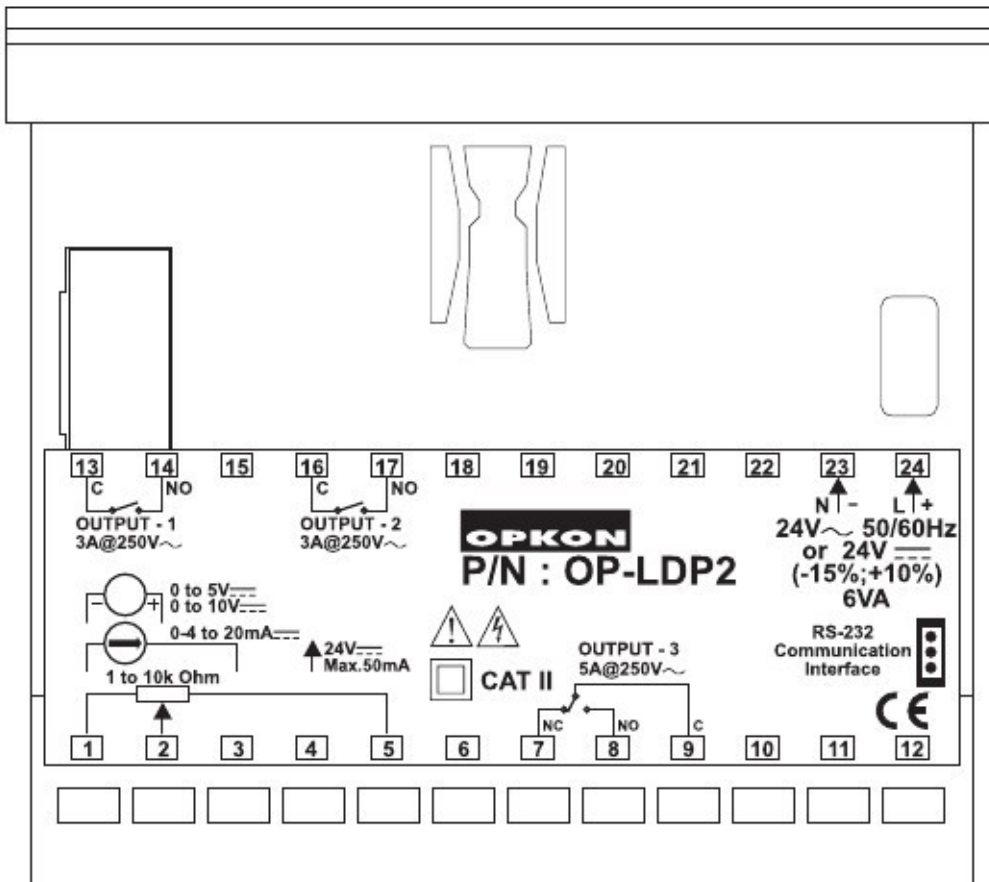 13 14 15 16 17 18 19 20 21 22 23 24
C NO C NO N - L +
OUTPUT - 1
3A@250V~
OUTPUT - 2
3A@250V~
OPKON
P/N : OP-LDP2
24V~ 50/60Hz
or 24V ⎓
(-15%;+10%)
6VA
- +
0 to 5V⎓
0 to 10V⎓
0-4 to 20mA⎓
1 to 10k Ohm
24V⎓
Max.50mA
CAT II
OUTPUT - 3
5A@250V~
NC NO C
RS-232
Communication
Interface
CE
1 2 3 4 5 6 7 8 9 10 11 12